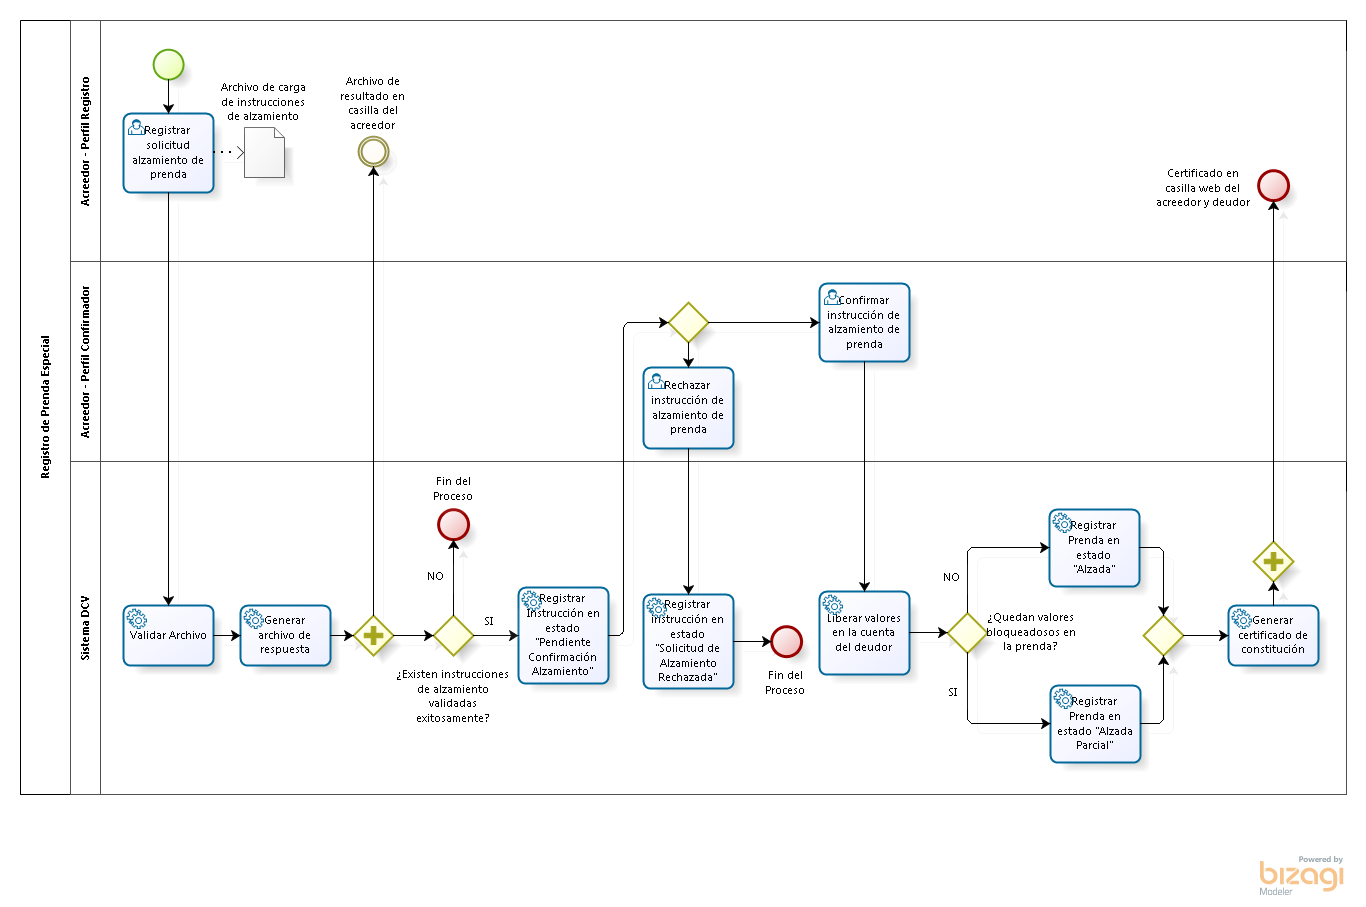 Registro de Prenda Especial
Acreedor - Perfil Registro
Registrar
solicitud
alzamiento de
prenda
Archivo de carga
de instrucciones
de alzamiento
Archivo de
resultado en
casilla del
acreedor
Certificado en
casilla web del
acreedor y deudor
Acreedor - Perfil Confirmador
Rechazar
instrucción de
alzamiento de
prenda
Confirmar
instrucción de
alzamiento de
prenda
Sistema DCV
Validar Archivo
Generar
archivo de
respuesta
Fin del
Proceso
NO
SI
¿Existen instrucciones
de alzamiento
validadas
exitosamente?
Registrar
Instrucción en
estado
"Pendiente
Confirmación
Alzamiento"
Registrar
instrucción en
estado
"Solicitud de
Alzamiento
Rechazada"
Fin del
Proceso
Liberar valores
en la cuenta
del deudor
NO
¿Quedan valores
bloqueadosos en
la prenda?
SI
Registrar
Prenda en
estado
"Alzada"
Registrar
Prenda en
estado "Alzada
Parcial"
Generar
certificado de
constitución
Powered by
bizagi
Modeler